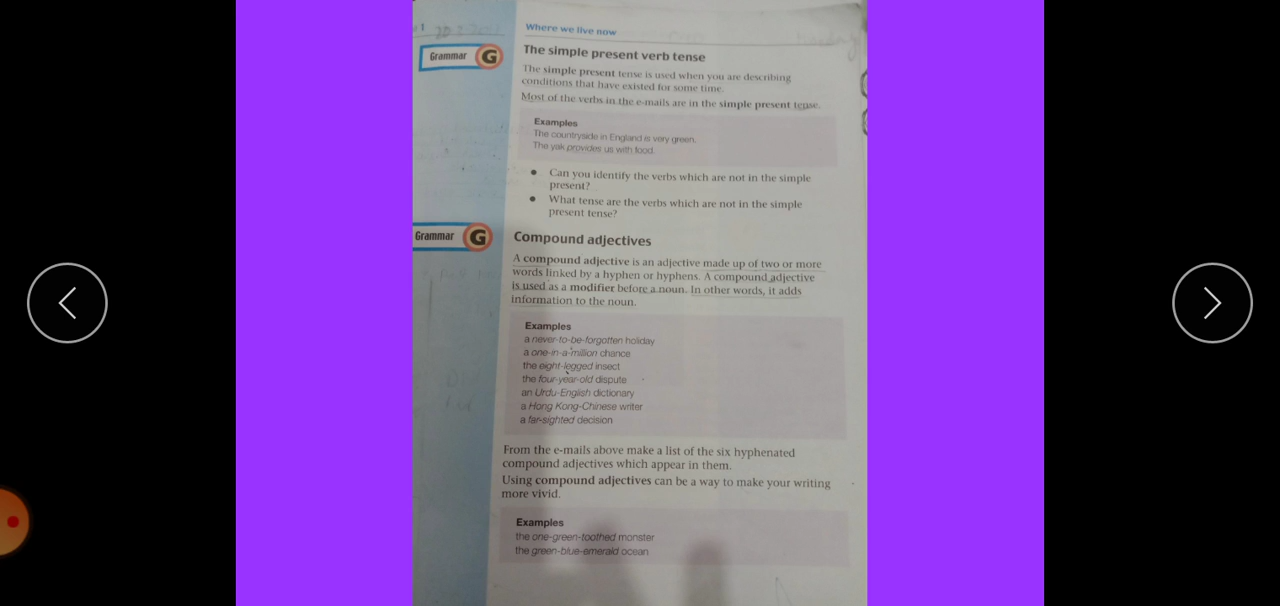 Where we live now
Grammar G
The simple present verb tense
The simple present tense is used when you are describing
conditions that have existed for some time.
Most of the verbs in the e-mails are in the simple present tense.
Examples
The countryside in England is very green.
The yak provides us with food.
• Can you identify the verbs which are not in the simple
present?
• What tense are the verbs which are not in the simple
present tense?
Grammar G
Compound adjectives
A compound adjective is an adjective made up of two or more
words linked by a hyphen or hyphens. A compound adjective
is used as a modifier before a noun. In other words, it adds
information to the noun.
Examples
a never-to-be-forgotten holiday
a one-in-a-million chance
the eight-legged insect
the four-year-old dispute
an Urdu-English dictionary
a Hong Kong-Chinese writer
a far-sighted decision
From the e-mails above make a list of the six hyphenated
compound adjectives which appear in them.
Using compound adjectives can be a way to make your writing
more vivid.
Examples
the one-green-toothed monster
the green-blue-emerald ocean